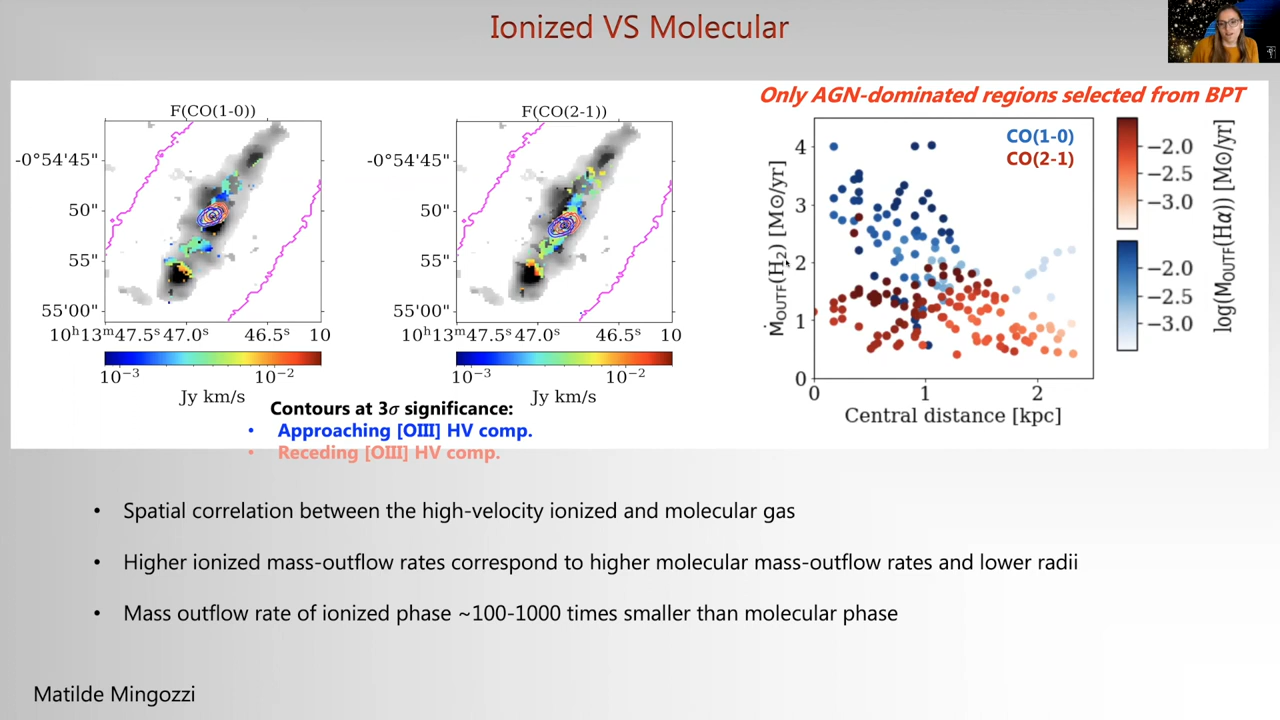 Ionized VS Molecular
Only AGN-dominated regions selected from BPT
F(CO(1-0))
-0°54'45"
50"
55"
55'00"
10ʰ13ᵐ47.5ˢ 47.0ˢ 46.5ˢ 10
10⁻³ 10⁻²
Jy km/s
F(CO(2-1))
-0°54'45"
50"
55"
55'00"
10ʰ13ᵐ47.5ˢ 47.0ˢ 46.5ˢ 10
10⁻³ 10⁻²
Jy km/s
Contours at 3σ significance:
• Approaching [OIII] HV comp.
• Receding [OIII] HV comp.
CO(1-0)
CO(2-1)
Ṁ_OUTF(H₂) [M⊙/yr]
4
3
2
1
0
0 1 2
Central distance [kpc]
−2.0
−2.5
−3.0
−2.0
−2.5
−3.0
log(Ṁ_OUTF(Hα)) [M⊙/yr]
• Spatial correlation between the high-velocity ionized and molecular gas
• Higher ionized mass-outflow rates correspond to higher molecular mass-outflow rates and lower radii
• Mass outflow rate of ionized phase ~100-1000 times smaller than molecular phase
Matilde Mingozzi